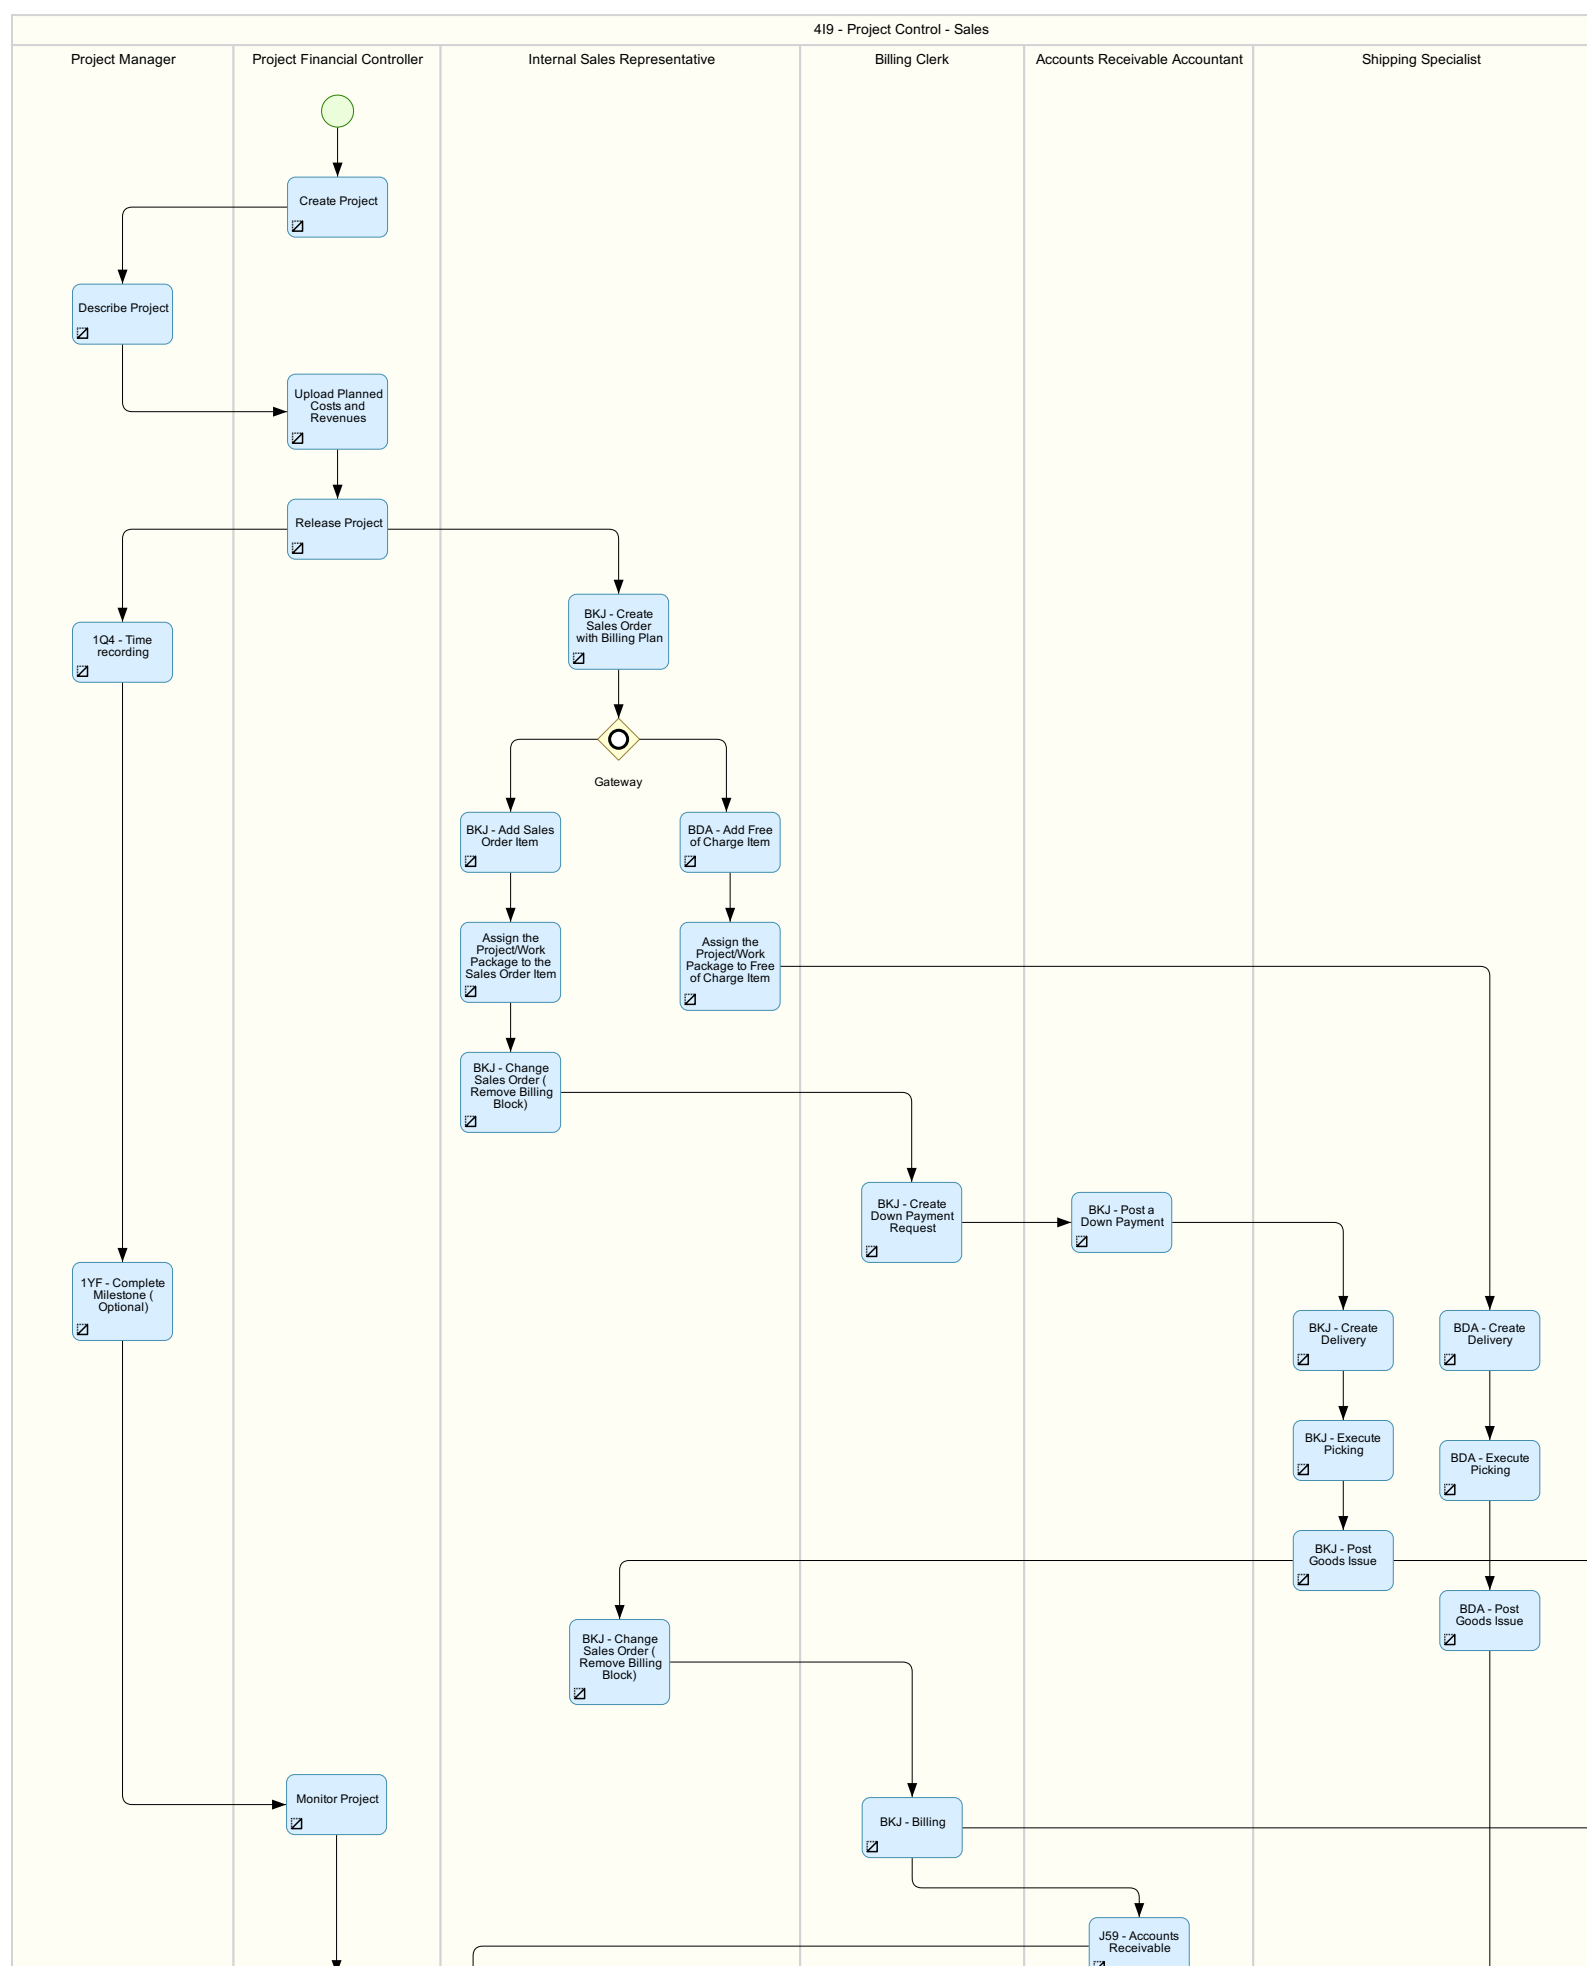 4I9 - Project Control - Sales
Project Manager
Project Financial Controller
Internal Sales Representative
Billing Clerk
Accounts Receivable Accountant
Shipping Specialist
Create Project
Describe Project
Upload Planned
Costs and
Revenues
Release Project
1Q4 - Time
recording
BKJ - Create
Sales Order
with Billing Plan
Gateway
BKJ - Add Sales
Order Item
BDA - Add Free
of Charge Item
Assign the
Project/Work
Package to the
Sales Order Item
Assign the
Project/Work
Package to Free
of Charge Item
BKJ - Change
Sales Order (
Remove Billing
Block)
BKJ - Create
Down Payment
Request
BKJ - Post a
Down Payment
1YF - Complete
Milestone (
Optional)
BKJ - Create
Delivery
BDA - Create
Delivery
BKJ - Execute
Picking
BDA - Execute
Picking
BKJ - Post
Goods Issue
BDA - Post
Goods Issue
BKJ - Change
Sales Order (
Remove Billing
Block)
Monitor Project
BKJ - Billing
J59 - Accounts
Receivable